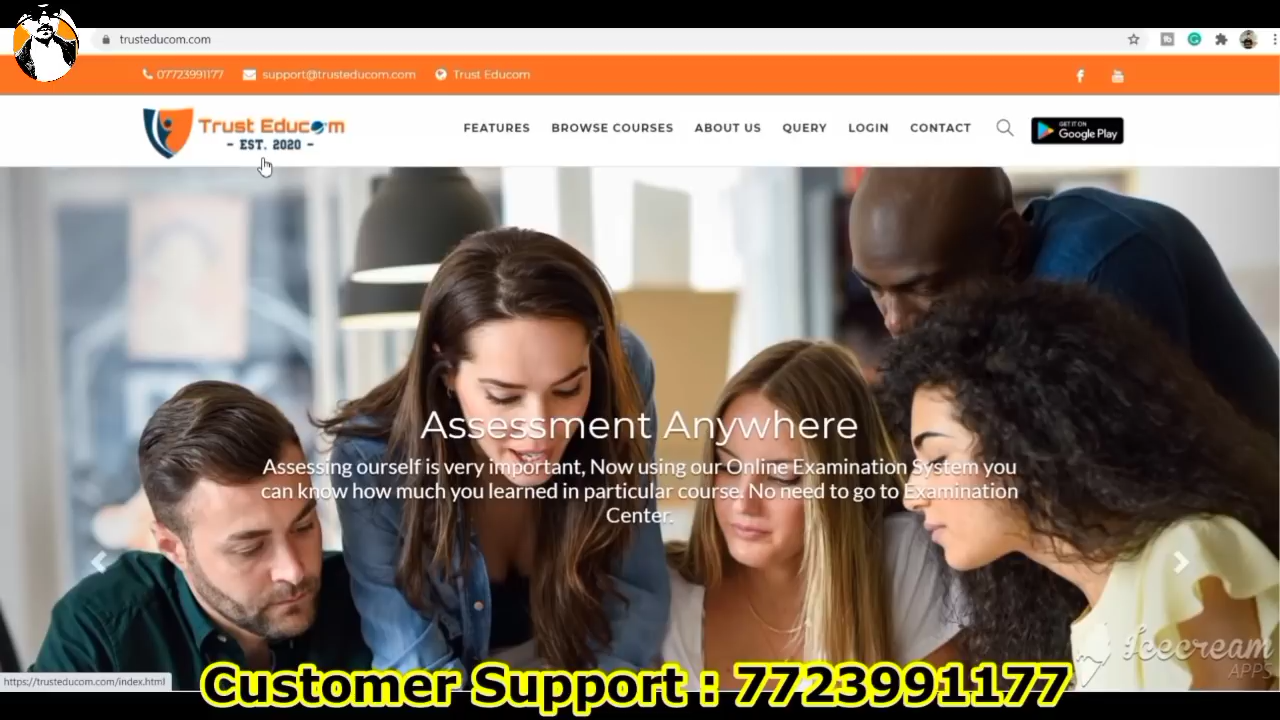 trusteducom.com
07723991177 support@trusteducom.com Trust Educom
Trust Educom
- EST. 2020 -
FEATURES BROWSE COURSES ABOUT US QUERY LOGIN CONTACT
GET IT ON
Google Play
Assessment Anywhere
Assessing ourself is very important, Now using our Online Examination System you
can know how much you learned in particular course. No need to go to Examination
Center.
Icecream
APPS
https://trusteducom.com/index.html
Customer Support : 7723991177